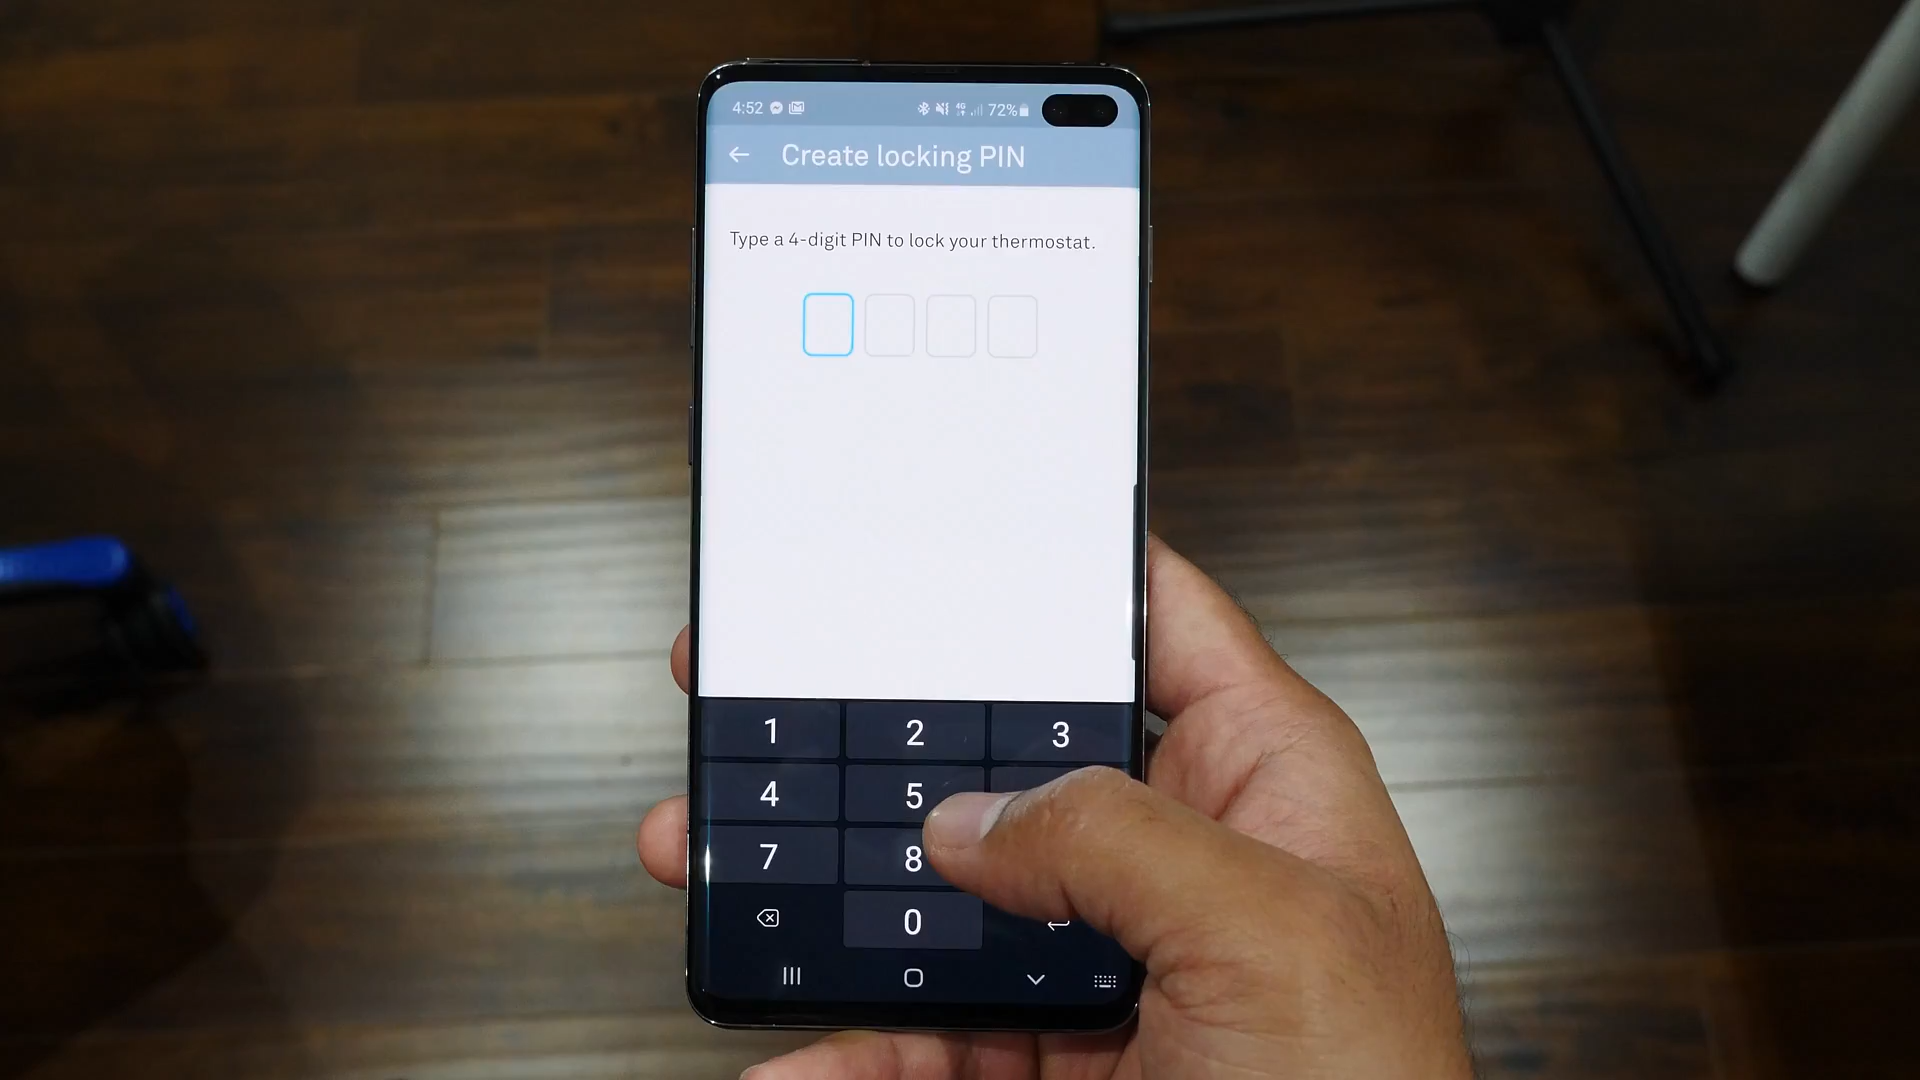 4:52 4G 72%
Create locking PIN
Type a 4-digit PIN to lock your thermostat.
1 2 3
4 5
7 8
0